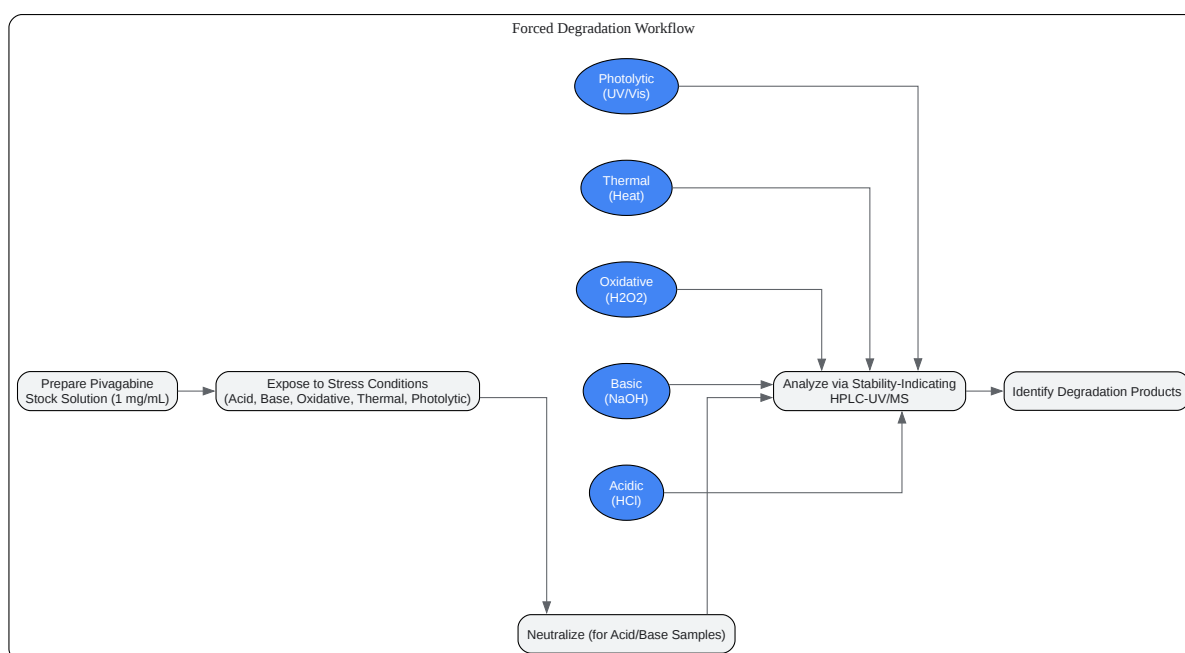 Forced Degradation Workflow
Photolytic
(UV/Vis)
Thermal
(Heat)
Oxidative
(H2O2)
Prepare Pivagabine
Stock Solution (1 mg/mL)
Expose to Stress Conditions
(Acid, Base, Oxidative, Thermal, Photolytic)
Basic
(NaOH)
Analyze via Stability-Indicating
HPLC-UV/MS
Identify Degradation Products
Acidic
(HCl)
Neutralize (for Acid/Base Samples)